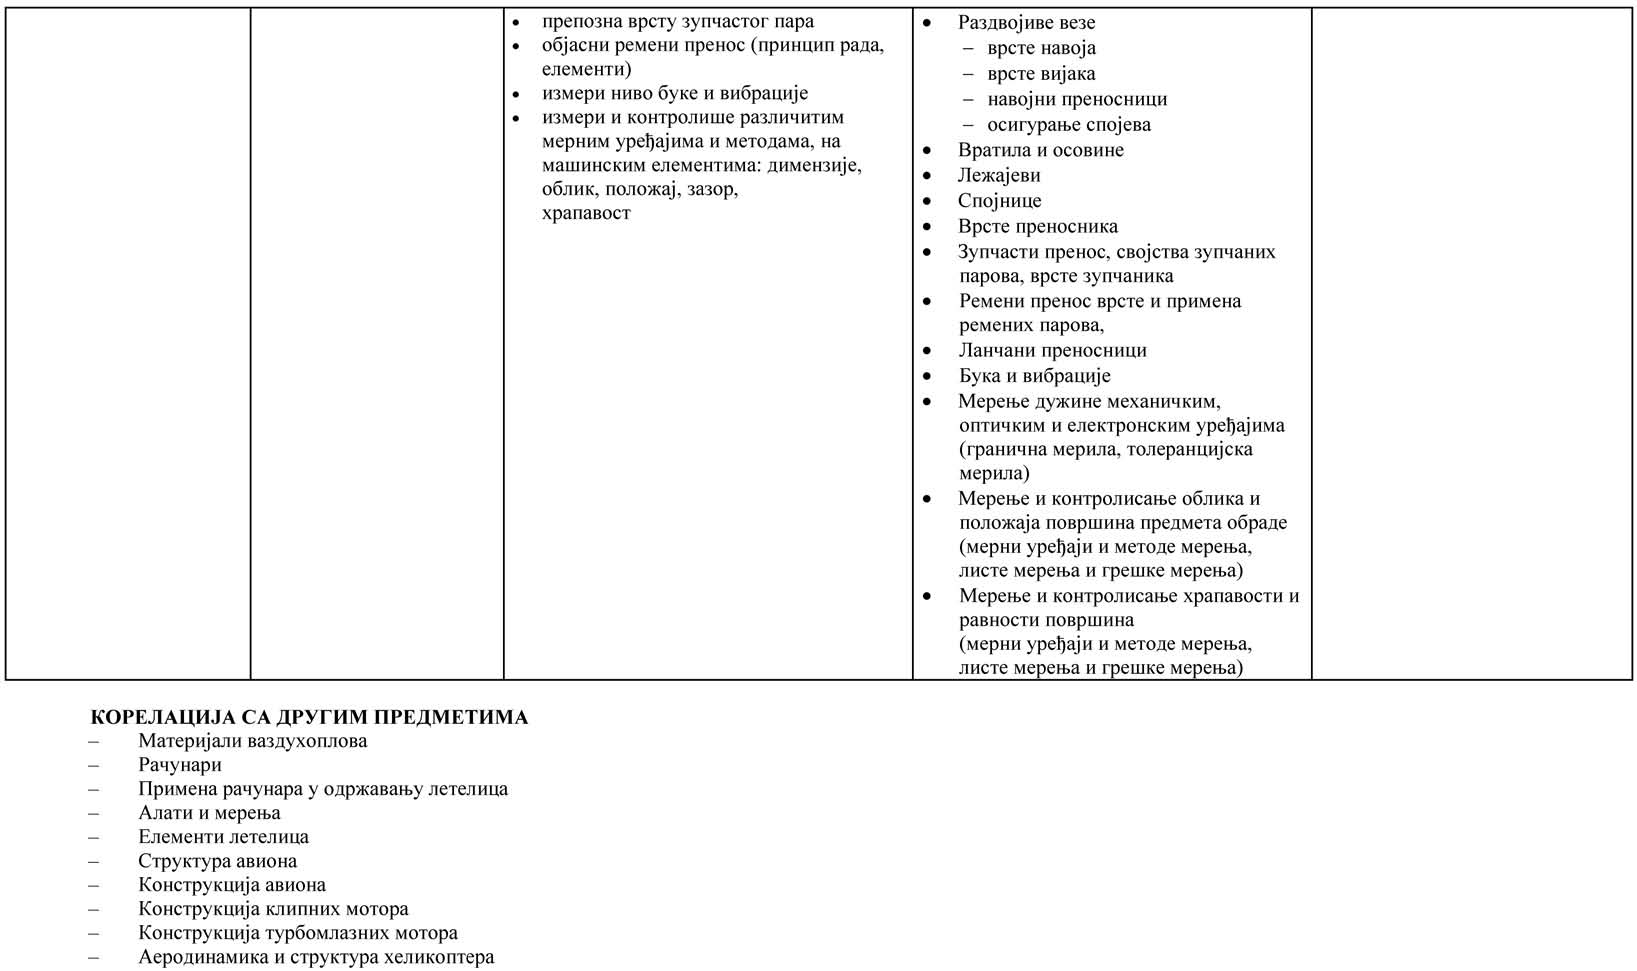 • препозна врсту зупчастог пара
• објасни ремени пренос (принцип рада,
елементи)
• измери ниво буке и вибрације
• измери и контролише различитим
мерним уређајима и методама, на
машинским елементима: димензије,
облик, положај, зазор,
храпавост
• Раздвојиве везе
– врсте навоја
– врсте вијака
– навојни преносници
– осигурање спојева
• Вратила и осовине
• Лежајеви
• Спојнице
• Врсте преносника
• Зупчасти пренос, својства зупчаних
парова, врсте зупчаника
• Ремени пренос врсте и примена
ремених парова,
• Ланчани преносници
• Бука и вибрације
• Мерење дужине механичким,
оптичким и електронским уређајима
(гранична мерила, толеранцијска
мерила)
• Мерење и контролисање облика и
положаја површина предмета обраде
(мерни уређаји и методе мерења,
листе мерења и грешке мерења)
• Мерење и контролисање храпавости и
равности површина
(мерни уређаји и методе мерења,
листе мерења и грешке мерења)
КОРЕЛАЦИЈА СА ДРУГИМ ПРЕДМЕТИМА
– Материјали ваздухоплова
– Рачунари
– Примена рачунара у одржавању летелица
– Алати и мерења
– Елементи летелица
– Структура авиона
– Конструкција авиона
– Конструкција клипних мотора
– Конструкција турбомлазних мотора
– Аеродинамика и структура хеликоптера